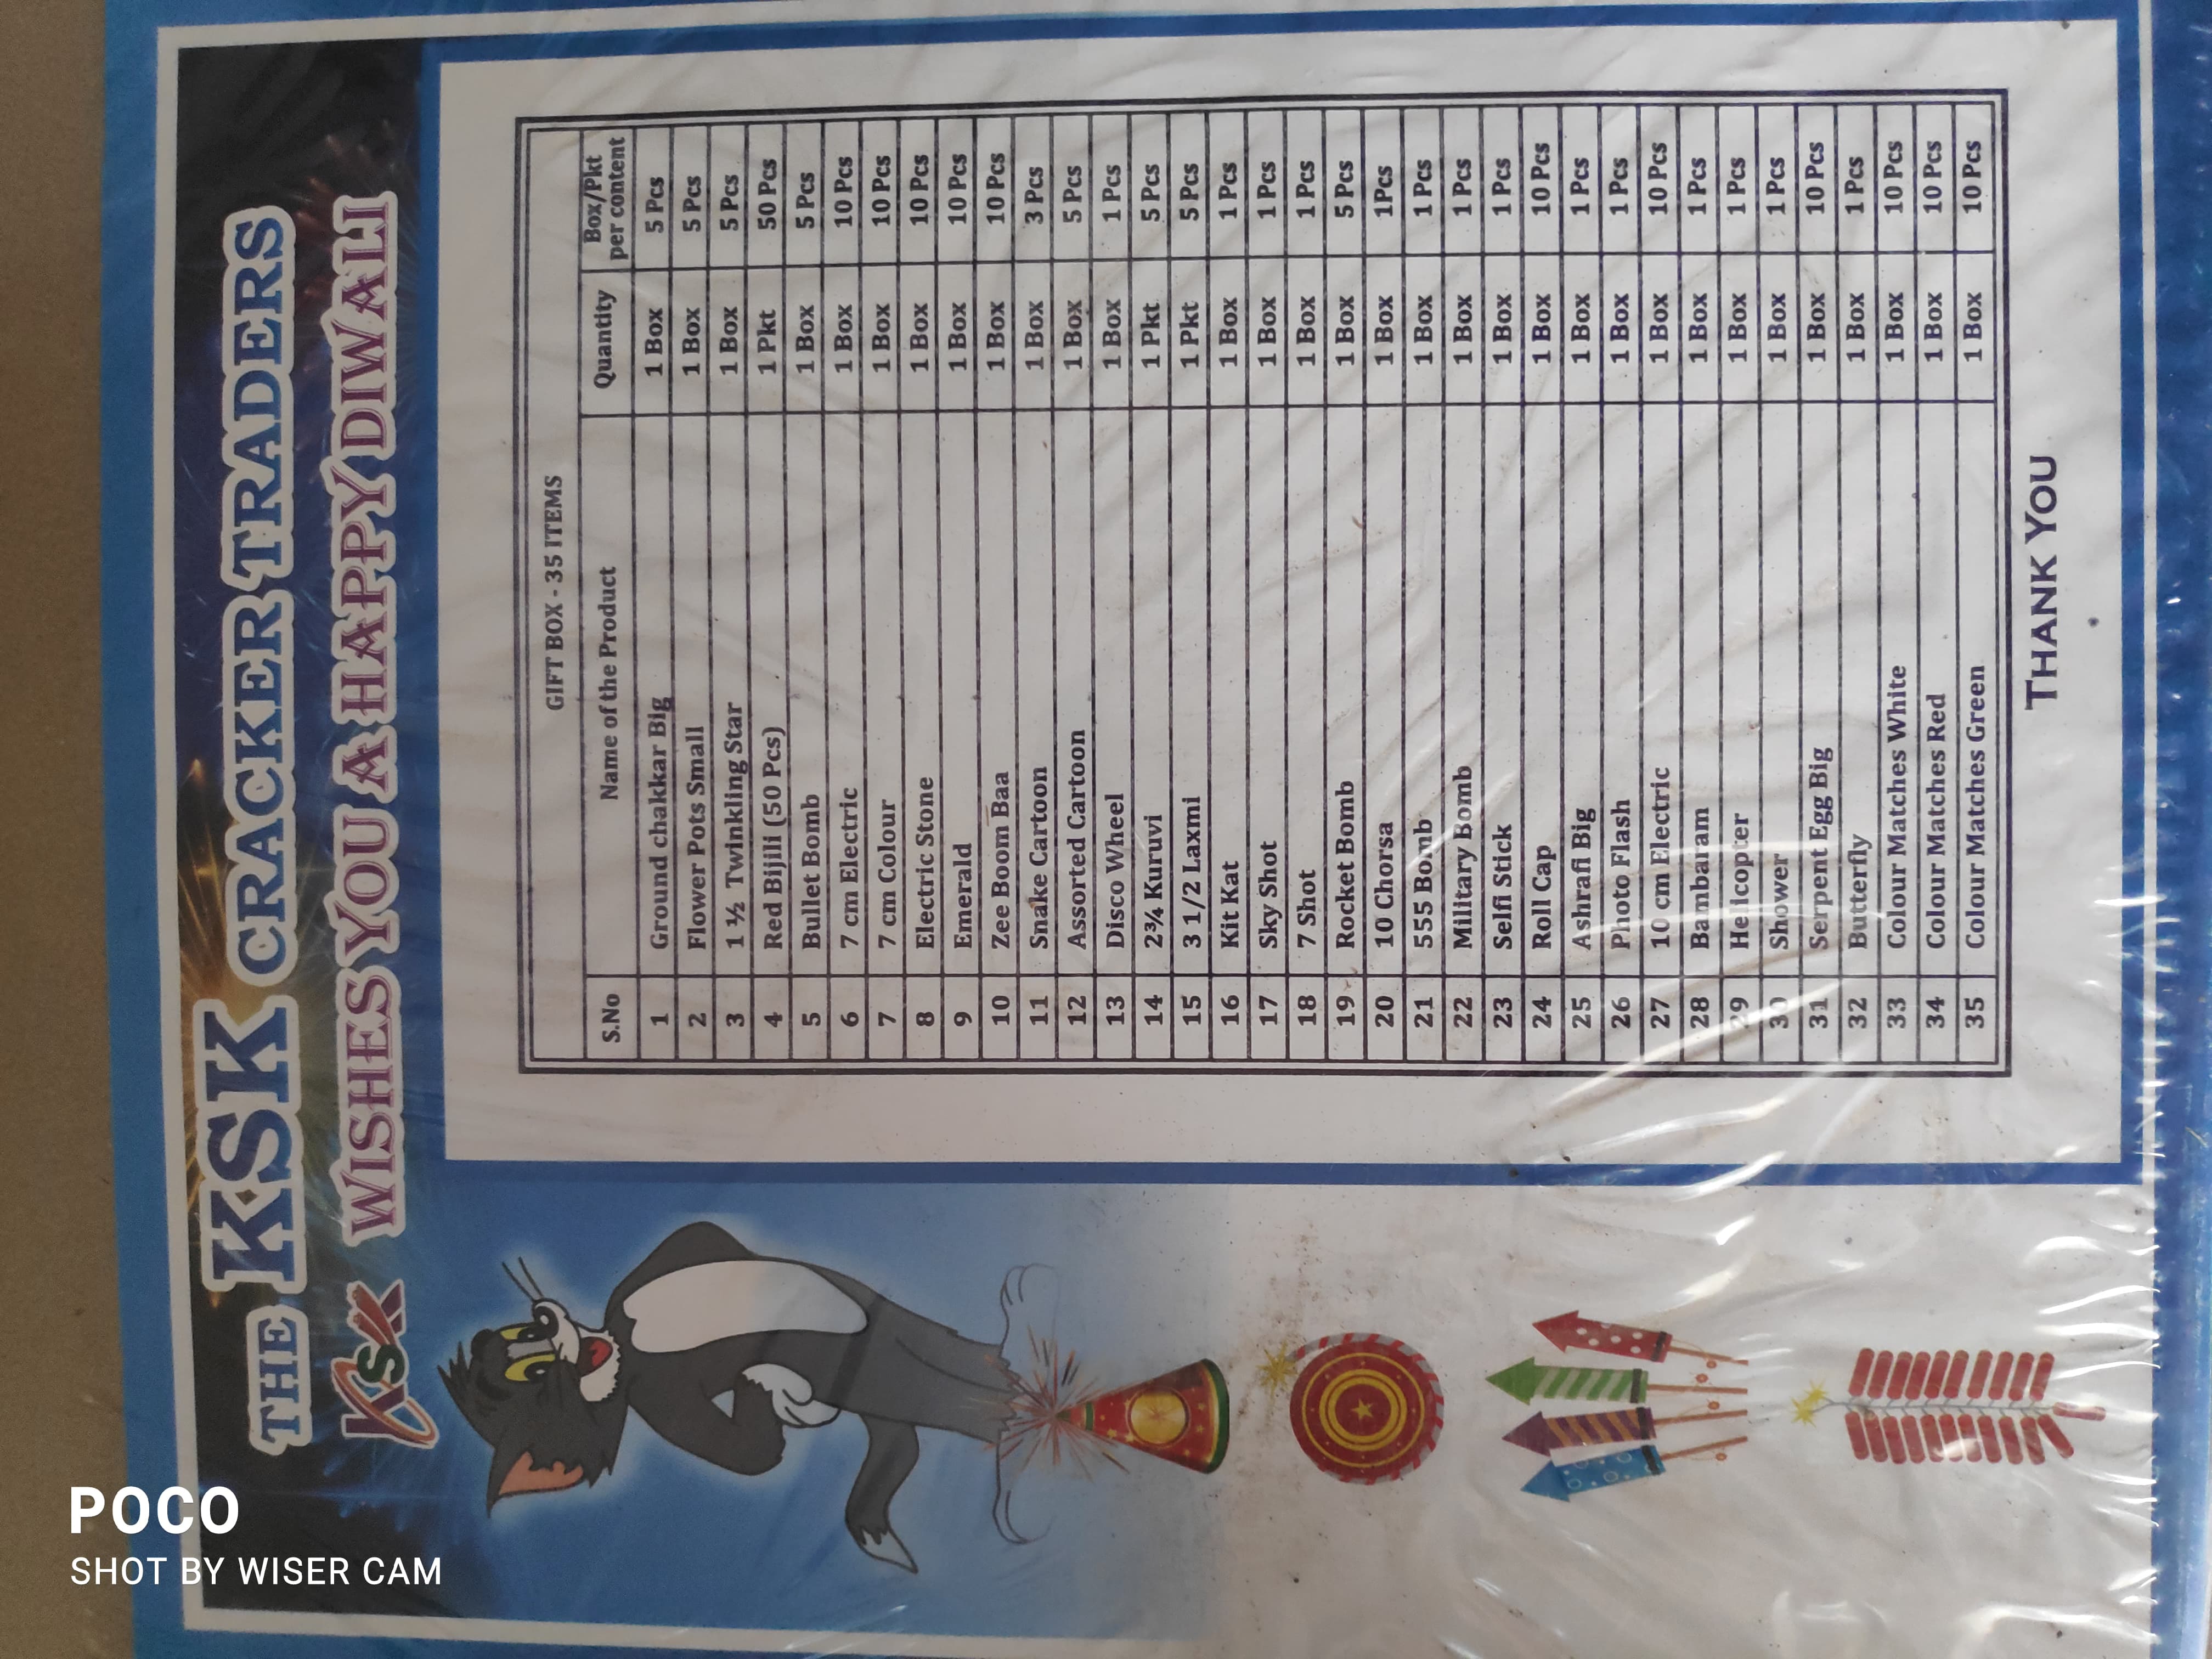 THE KSK CRACKER TRADERS
KSK WISHES YOU A HAPPY DIWALI
GIFT BOX - 35 ITEMS
S.No Name of the Product Quantity Box/Pkt per content
1 Ground chakkar Big 1 Box 5 Pcs
2 Flower Pots Small 1 Box 5 Pcs
3 1 ½ Twinkling Star 1 Box 5 Pcs
4 Red Bijili (50 Pcs) 1 Pkt 50 Pcs
5 Bullet Bomb 1 Box 5 Pcs
6 7 cm Electric 1 Box 10 Pcs
7 7 cm Colour 1 Box 10 Pcs
8 Electric Stone 1 Box 10 Pcs
9 Emerald 1 Box 10 Pcs
10 Zee Boom Baa 1 Box 10 Pcs
11 Snake Cartoon 1 Box 3 Pcs
12 Assorted Cartoon 1 Box 5 Pcs
13 Disco Wheel 1 Box 1 Pcs
14 2¾ Kuruvi 1 Pkt 5 Pcs
15 3 1/2 Laxmi 1 Pkt 5 Pcs
16 Kit Kat 1 Box 1 Pcs
17 Sky Shot 1 Box 1 Pcs
18 7 Shot 1 Box 1 Pcs
19 Rocket Bomb 1 Box 5 Pcs
20 10 Chorsa 1 Box 1Pcs
21 555 Bomb 1 Box 1 Pcs
22 Military Bomb 1 Box 1 Pcs
23 Selfi Stick 1 Box 1 Pcs
24 Roll Cap 1 Box 10 Pcs
25 Ashrafi Big 1 Box 1 Pcs
26 Photo Flash 1 Box 1 Pcs
27 10 cm Electric 1 Box 10 Pcs
28 Bambaram 1 Box 1 Pcs
29 Helicopter 1 Box 1 Pcs
30 Shower 1 Box 1 Pcs
31 Serpent Egg Big 1 Box 10 Pcs
32 Butterfly 1 Box 1 Pcs
33 Colour Matches White 1 Box 10 Pcs
34 Colour Matches Red 1 Box 10 Pcs
35 Colour Matches Green 1 Box 10 Pcs
THANK YOU
POCO
SHOT BY WISER CAM